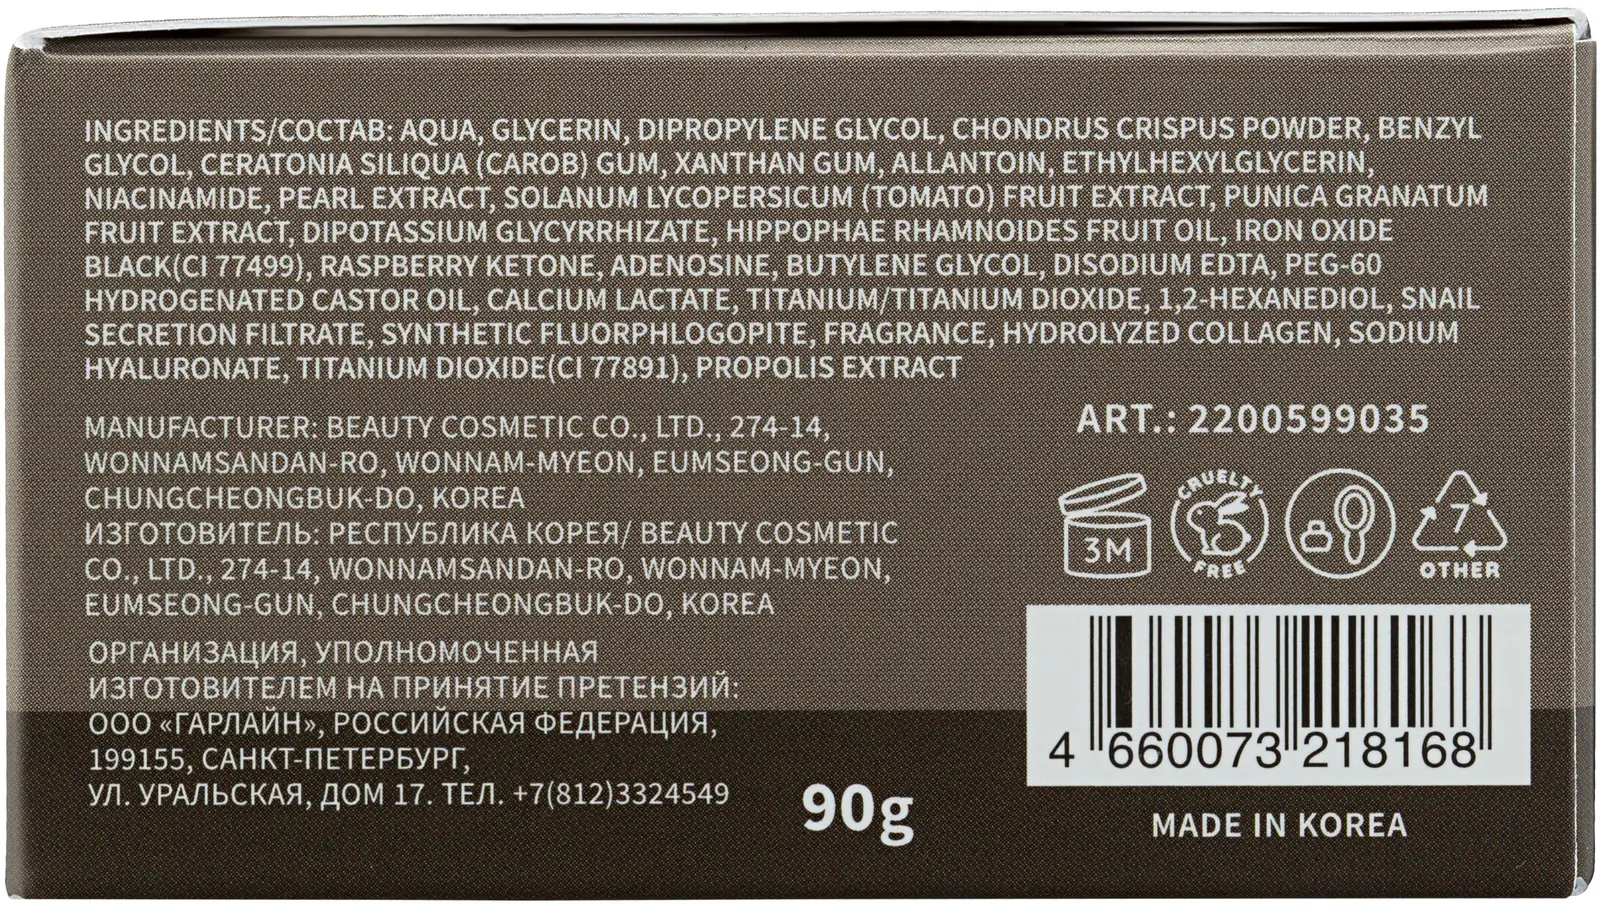 INGREDIENTS/СОСТАВ: AQUA, GLYCERIN, DIPROPYLENE GLYCOL, CHONDRUS CRISPUS POWDER, BENZYL
GLYCOL, CERATONIA SILIQUA (CAROB) GUM, XANTHAN GUM, ALLANTOIN, ETHYLHEXYLGLYCERIN,
NIACINAMIDE, PEARL EXTRACT, SOLANUM LYCOPERSICUM (TOMATO) FRUIT EXTRACT, PUNICA GRANATUM
FRUIT EXTRACT, DIPOTASSIUM GLYCYRRHIZATE, HIPPOPHAE RHAMNOIDES FRUIT OIL, IRON OXIDE
BLACK(CI 77499), RASPBERRY KETONE, ADENOSINE, BUTYLENE GLYCOL, DISODIUM EDTA, PEG-60
HYDROGENATED CASTOR OIL, CALCIUM LACTATE, TITANIUM/TITANIUM DIOXIDE, 1,2-HEXANEDIOL, SNAIL
SECRETION FILTRATE, SYNTHETIC FLUORPHLOGOPITE, FRAGRANCE, HYDROLYZED COLLAGEN, SODIUM
HYALURONATE, TITANIUM DIOXIDE(CI 77891), PROPOLIS EXTRACT
MANUFACTURER: BEAUTY COSMETIC CO., LTD., 274-14,
WONNAMSANDAN-RO, WONNAM-MYEON, EUMSEONG-GUN,
CHUNGCHEONGBUK-DO, KOREA
ИЗГОТОВИТЕЛЬ: РЕСПУБЛИКА КОРЕЯ/ BEAUTY COSMETIC
CO., LTD., 274-14, WONNAMSANDAN-RO, WONNAM-MYEON,
EUMSEONG-GUN, CHUNGCHEONGBUK-DO, KOREA
ОРГАНИЗАЦИЯ, УПОЛНОМОЧЕННАЯ
ИЗГОТОВИТЕЛЕМ НА ПРИНЯТИЕ ПРЕТЕНЗИЙ:
ООО «ГАРЛАЙН», РОССИЙСКАЯ ФЕДЕРАЦИЯ,
199155, САНКТ-ПЕТЕРБУРГ,
УЛ. УРАЛЬСКАЯ, ДОМ 17. ТЕЛ. +7(812)3324549
90g
ART.: 2200599035
3M
CRUELTY
FREE
7
OTHER
4 660073 218168
MADE IN KOREA